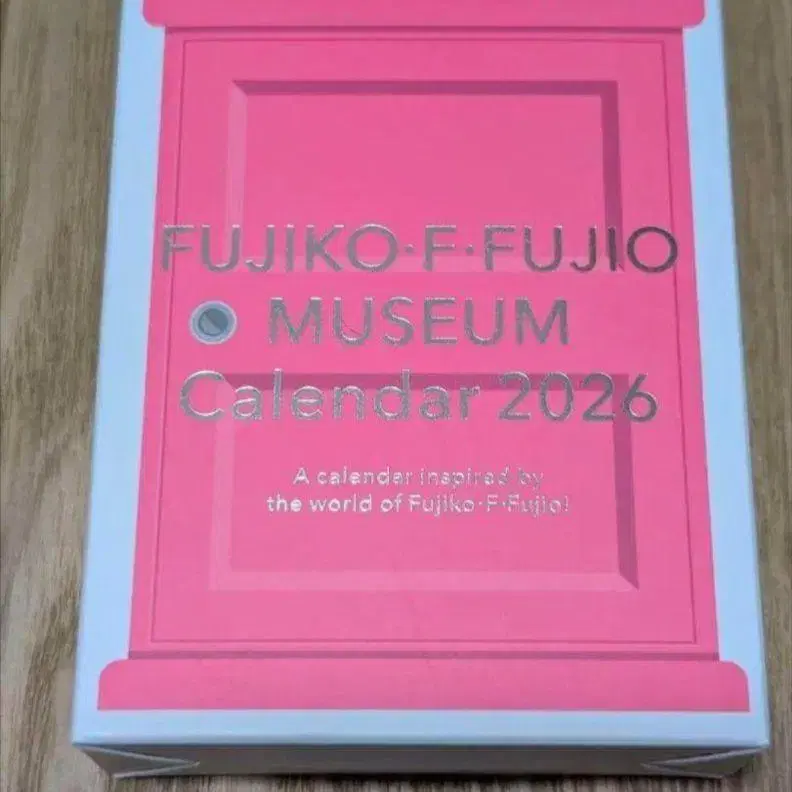 FUJIKO·F·FUJIO
MUSEUM
Calendar 2026
A calendar inspired by
the world of Fujiko·F·Fujio!